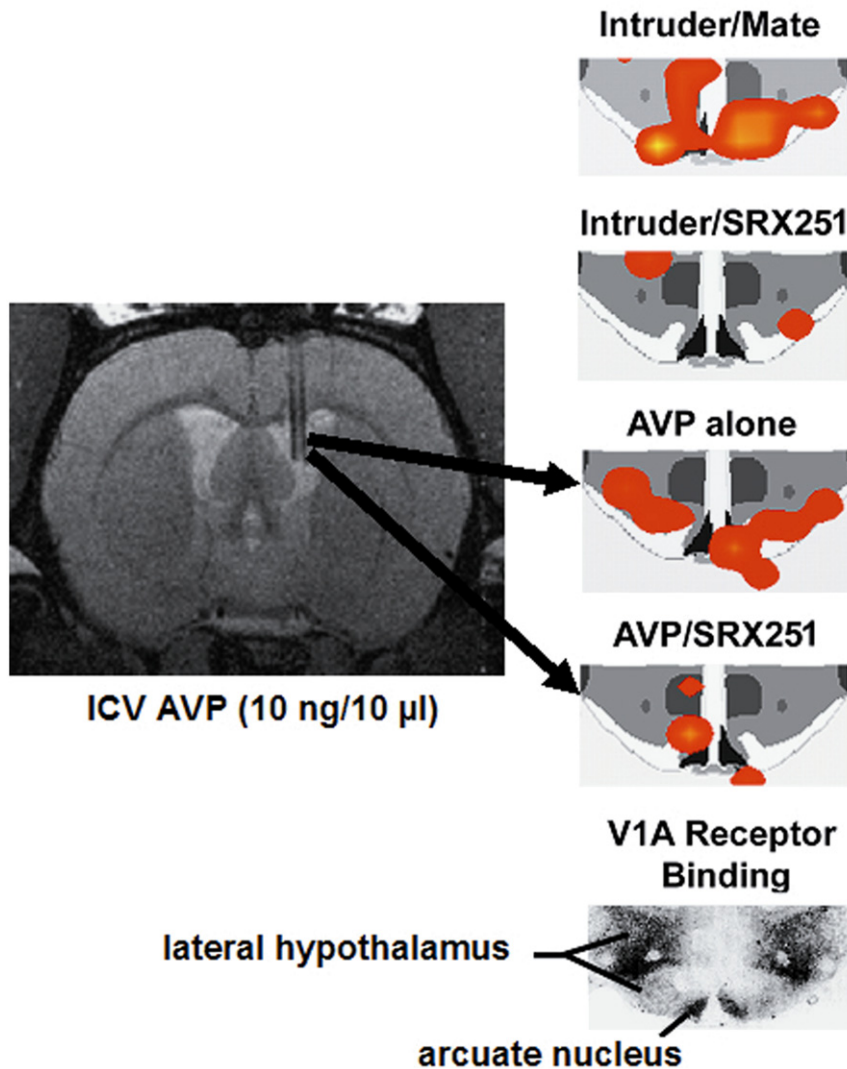 Intruder/Mate
Intruder/SRX251
AVP alone
AVP/SRX251
ICV AVP (10 ng/10 µl)
V1A Receptor
Binding
lateral hypothalamus
arcuate nucleus